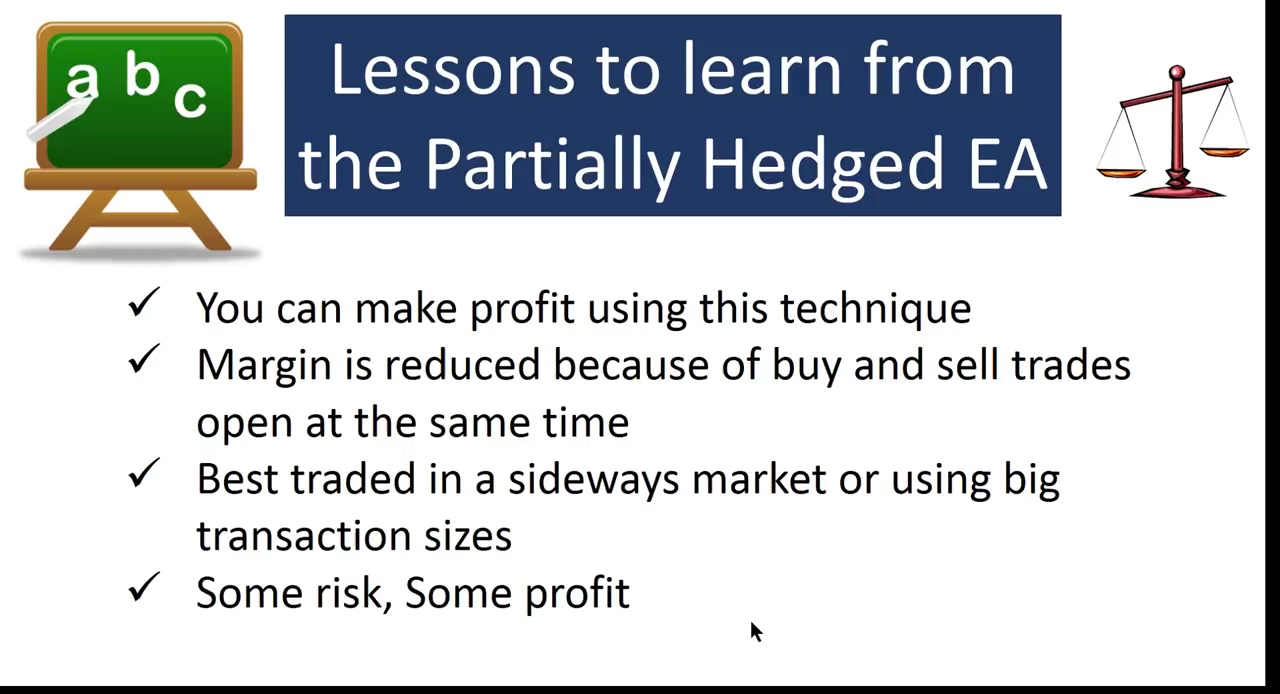 a b c
Lessons to learn from
the Partially Hedged EA
✓ You can make profit using this technique
✓ Margin is reduced because of buy and sell trades
open at the same time
✓ Best traded in a sideways market or using big
transaction sizes
✓ Some risk, Some profit